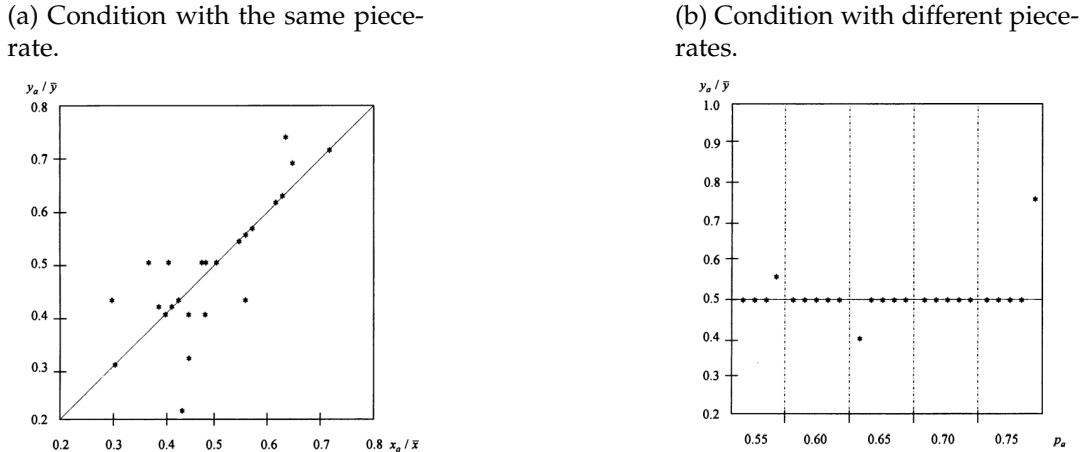 (a) Condition with the same piece-
rate.
y_a / ȳ
0.8
0.7
0.6
0.5
0.4
0.3
0.2
0.2 0.3 0.4 0.5 0.6 0.7 0.8 x_a / x̄
(b) Condition with different piece-
rates.
y_a / ȳ
1.0
0.9
0.8
0.7
0.6
0.5
0.4
0.3
0.2
0.55 0.60 0.65 0.70 0.75 p_a